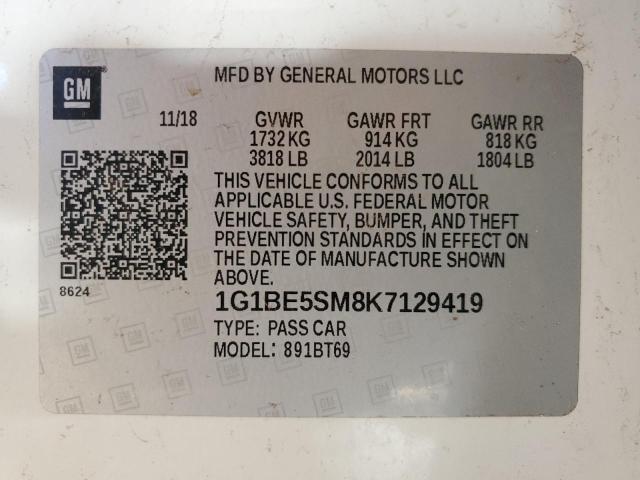 GM
MFD BY GENERAL MOTORS LLC
11/18 GVWR GAWR FRT GAWR RR
1732 KG 914 KG 818 KG
3818 LB 2014 LB 1804 LB
THIS VEHICLE CONFORMS TO ALL
APPLICABLE U.S. FEDERAL MOTOR
VEHICLE SAFETY, BUMPER, AND THEFT
PREVENTION STANDARDS IN EFFECT ON
THE DATE OF MANUFACTURE SHOWN
ABOVE.
8624
1G1BE5SM8K7129419
TYPE: PASS CAR
MODEL: 891BT69